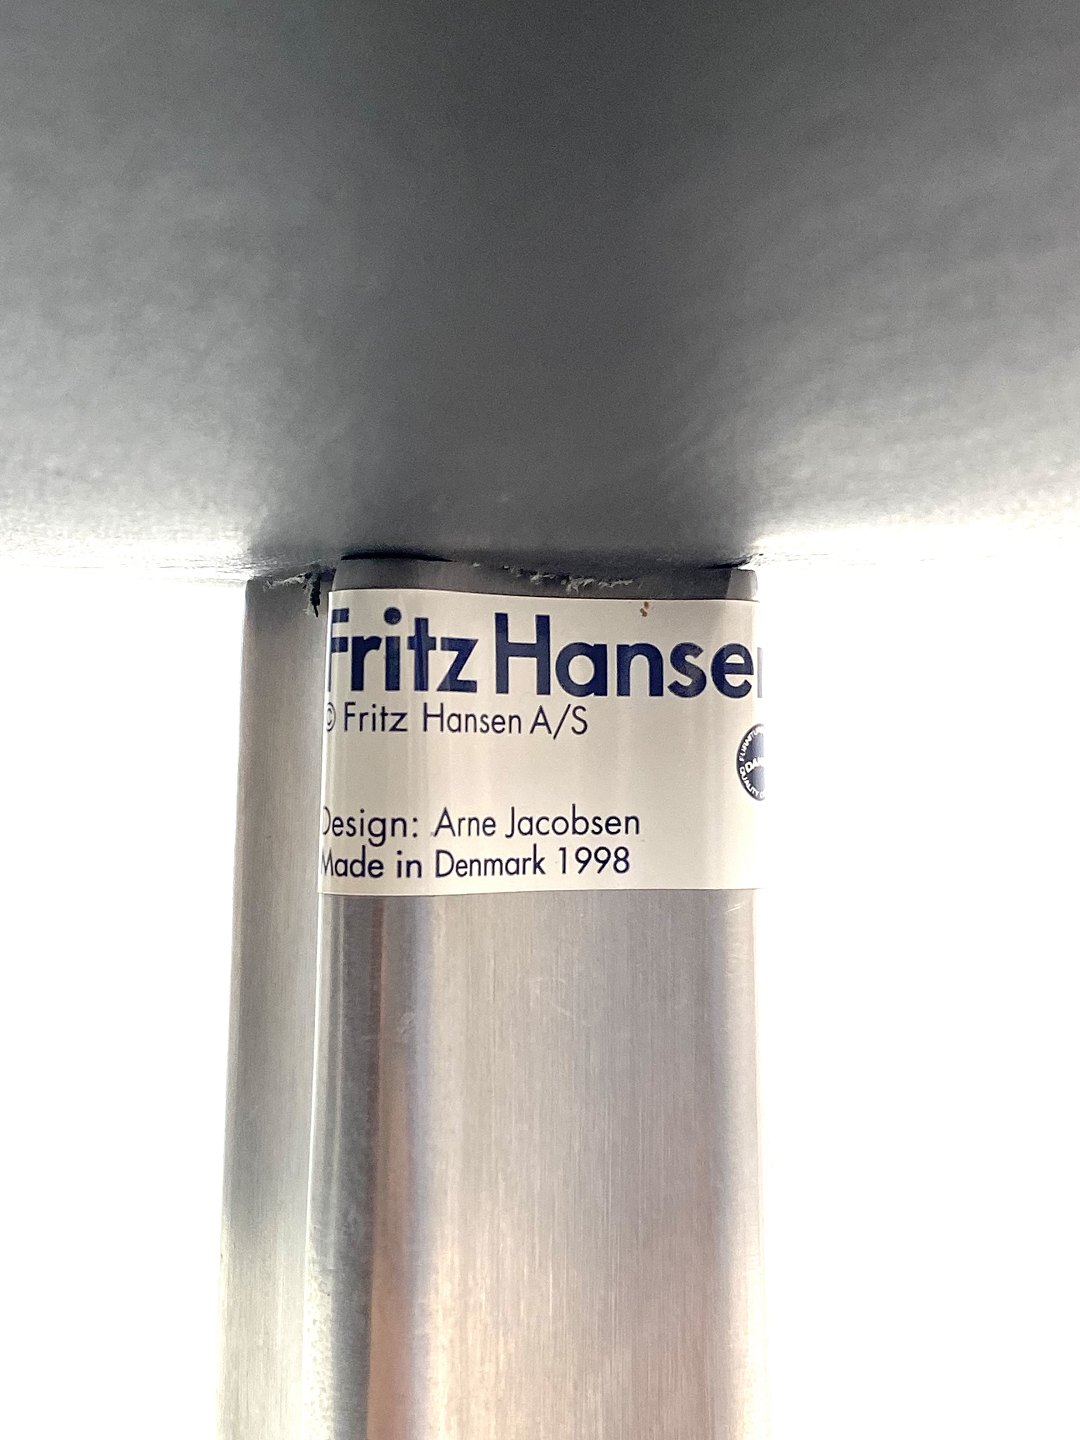 Fritz Hansen
© Fritz Hansen A/S
Design: Arne Jacobsen
Made in Denmark 1998